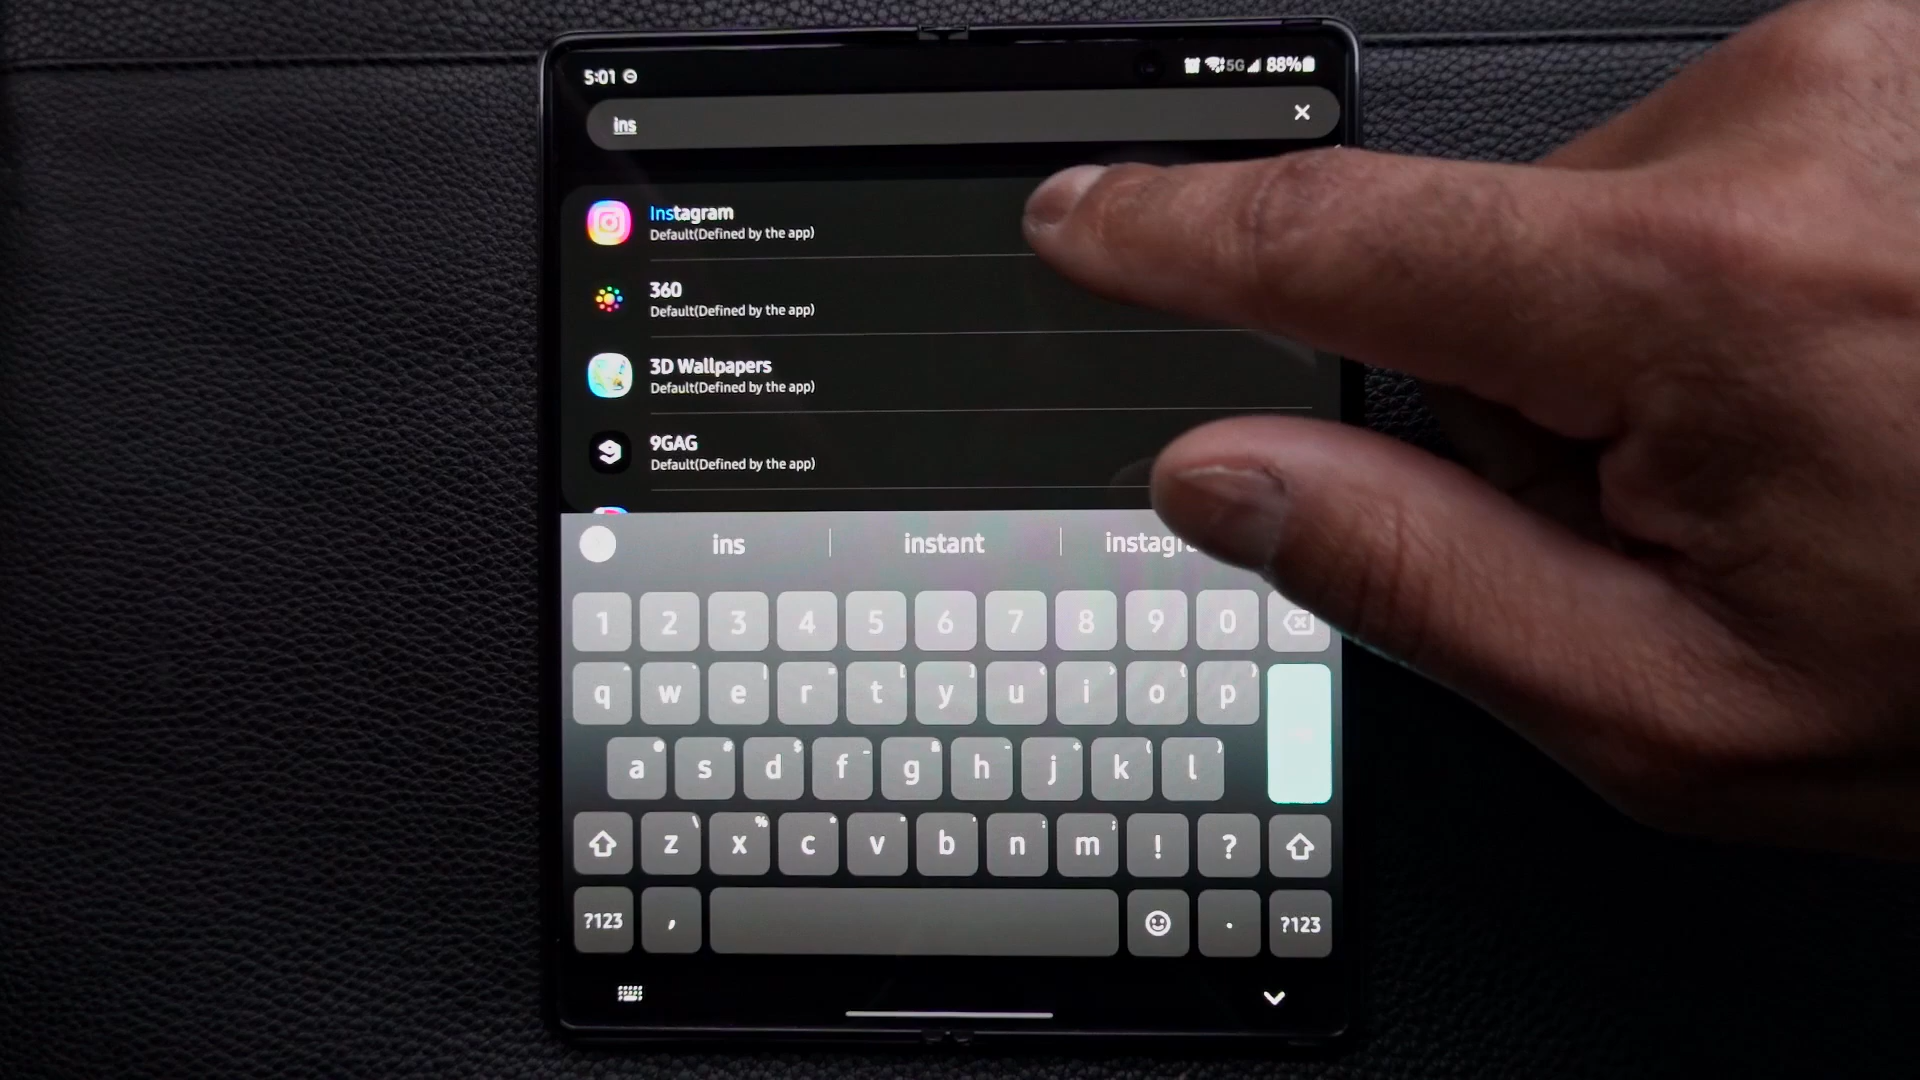 5:01 5G 88%
ins
Instagram
Default(Defined by the app)
360
Default(Defined by the app)
3D Wallpapers
Default(Defined by the app)
9GAG
Default(Defined by the app)
ins instant
1 2 3 4 5 6 7 8 9 0
q w e r t y u i o p
a s d f g h j k l
z x c v b n m ! ?
?123 , . ?123